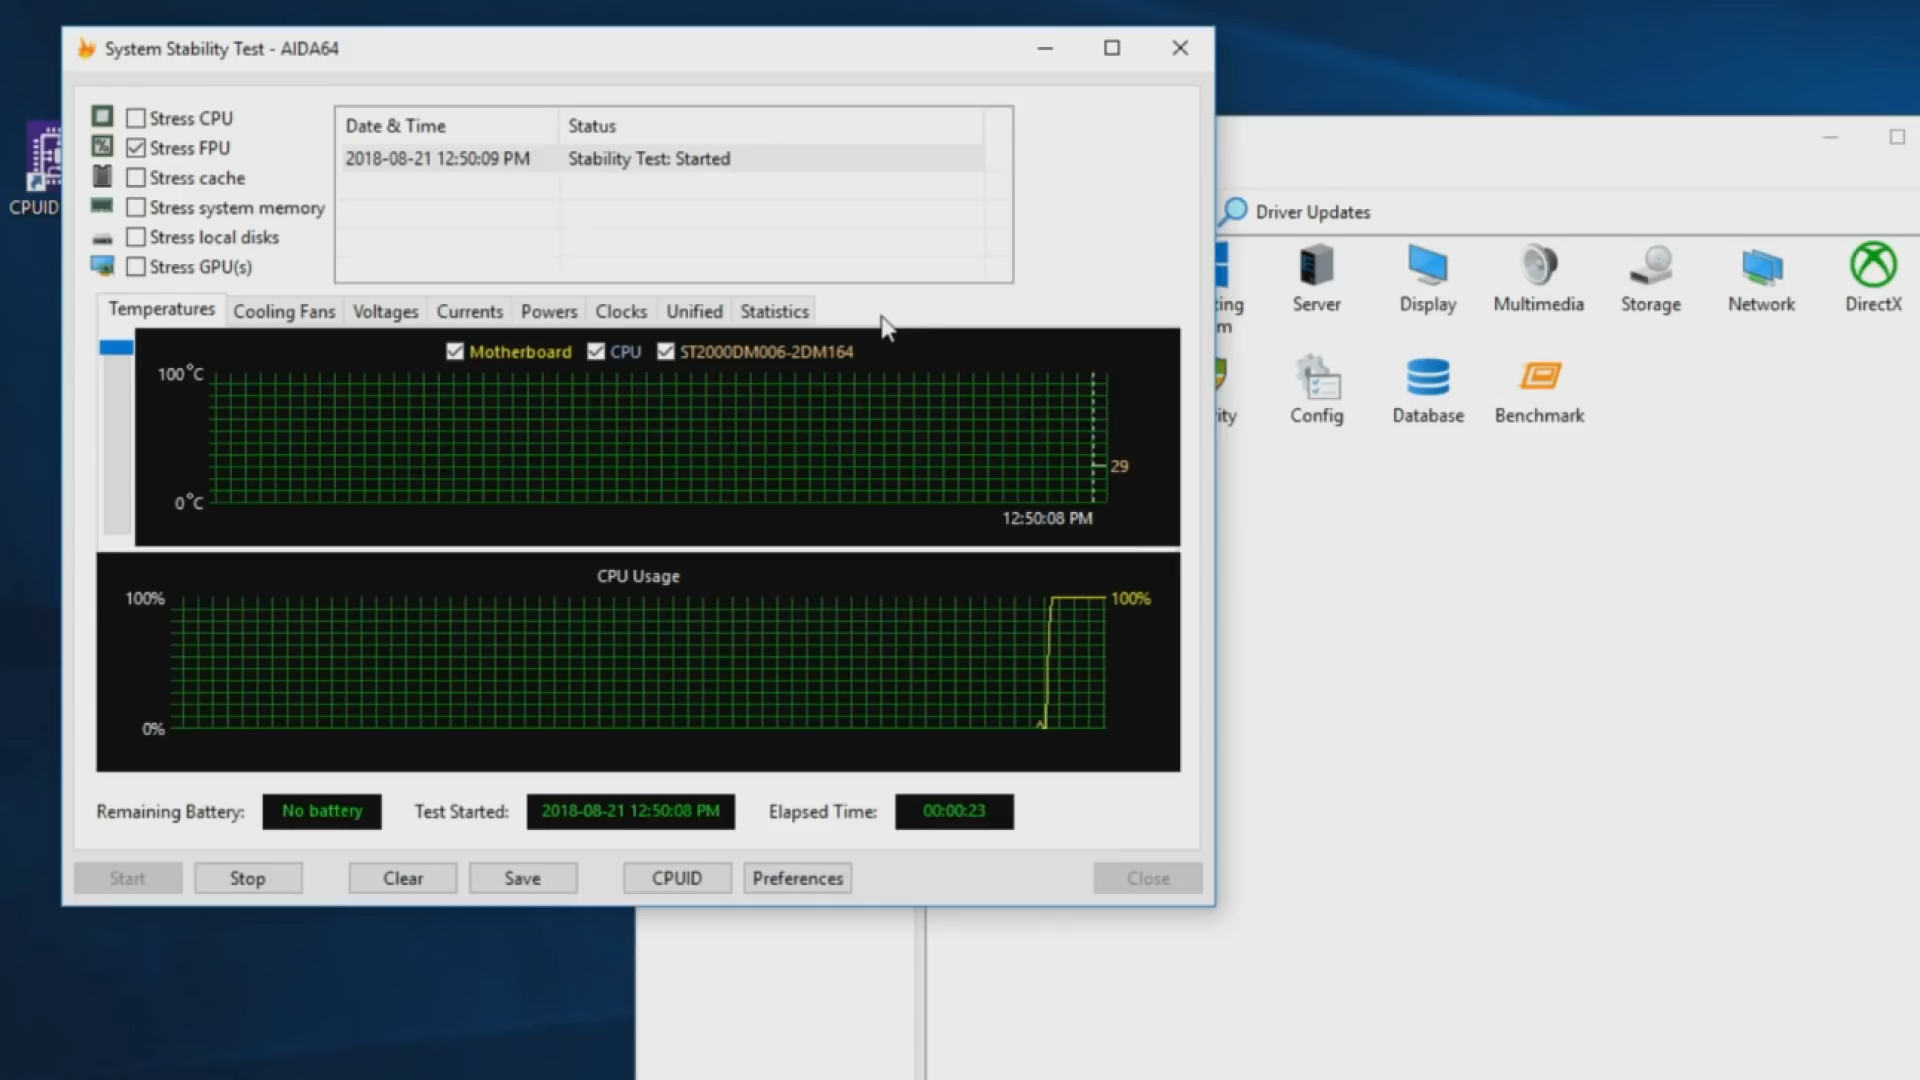 System Stability Test - AIDA64
Stress CPU
Stress FPU
Stress cache
Stress system memory
Stress local disks
Stress GPU(s)
Date & Time Status
2018-08-21 12:50:09 PM Stability Test: Started
CPUID
Driver Updates
Server
Display
Multimedia
Storage
Network
DirectX
Config
Database
Benchmark
Temperatures Cooling Fans Voltages Currents Powers Clocks Unified Statistics
Motherboard CPU ST2000DM006-2DM164
100°C
29
0°C
12:50:08 PM
CPU Usage
100% 100%
0%
Remaining Battery: No battery Test Started: 2018-08-21 12:50:08 PM Elapsed Time: 00:00:23
Start Stop Clear Save CPUID Preferences Close